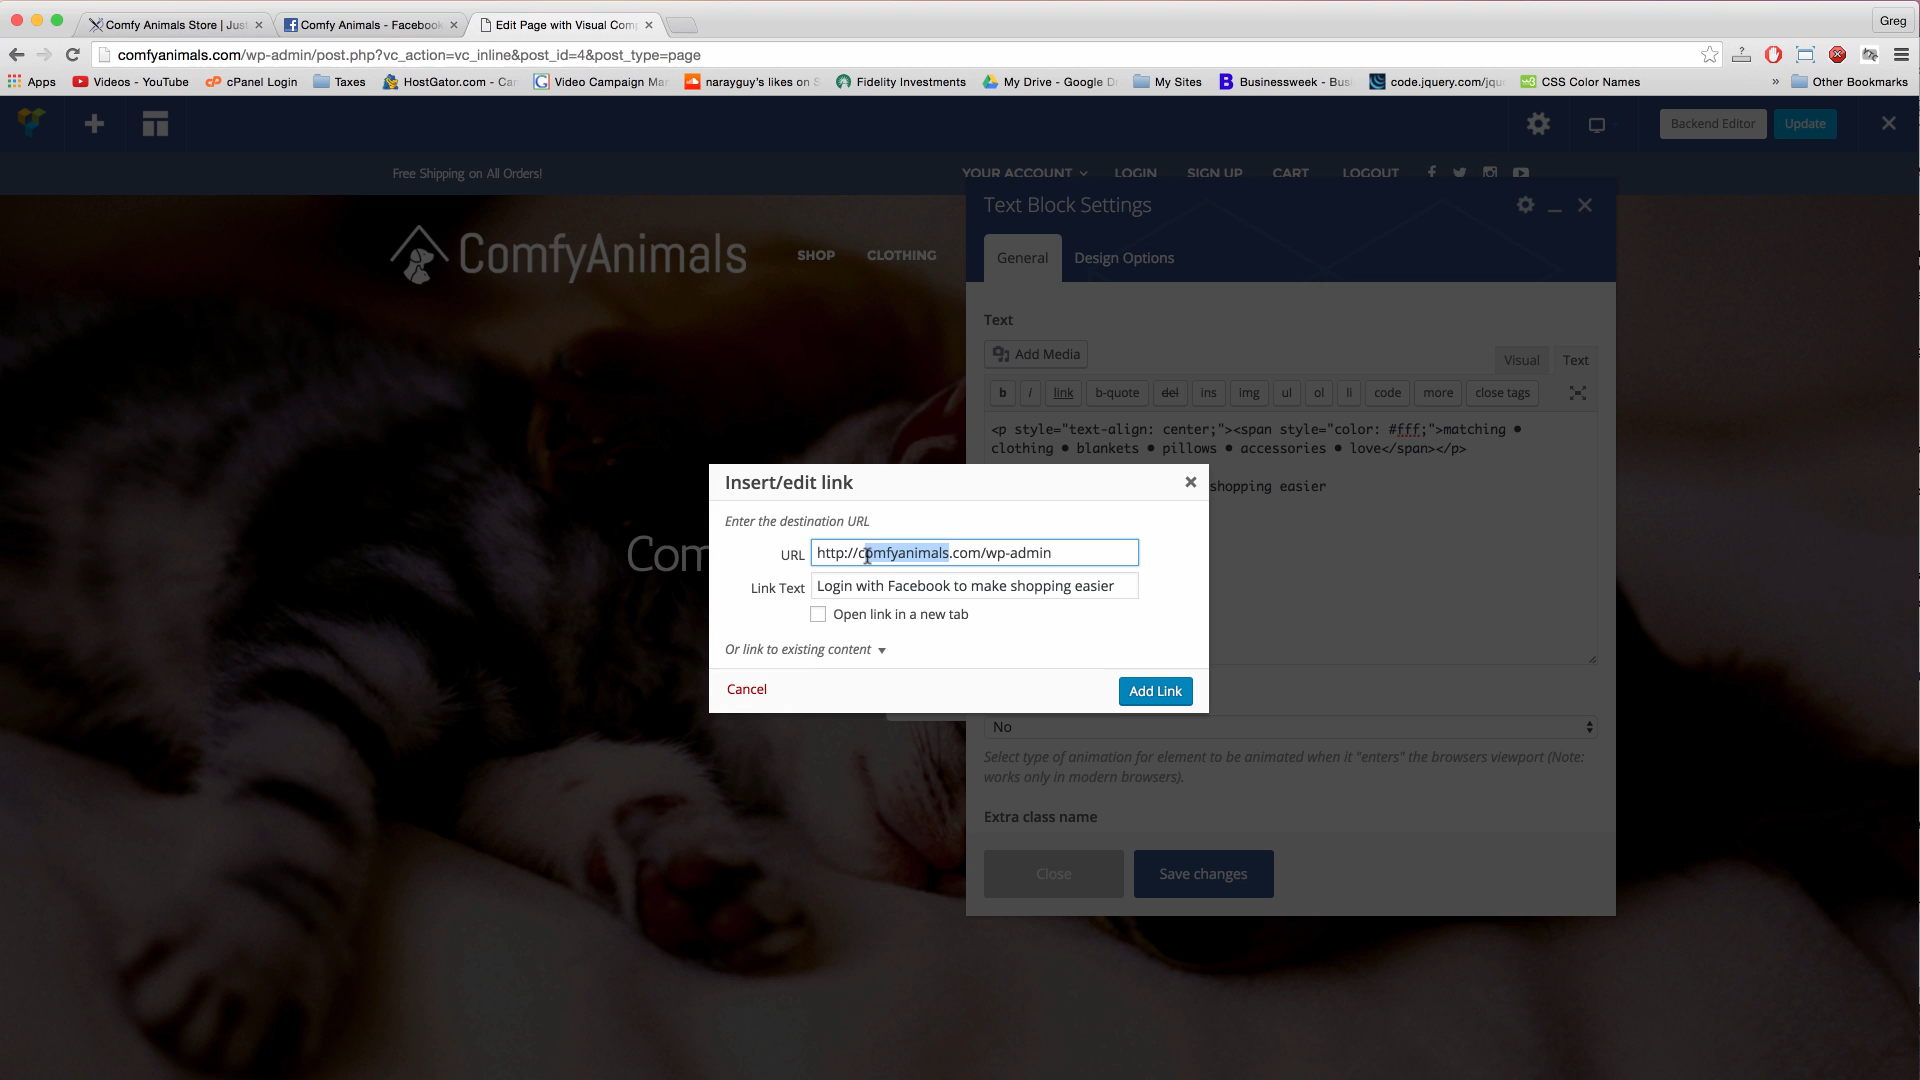 Comfy Animals Store | Jus
Comfy Animals - Facebook
Edit Page with Visual Com
Greg
comfyanimals.com/wp-admin/post.php?vc_action=vc_inline&post_id=4&post_type=page
Apps
Videos - YouTube
cPanel Login
Taxes
HostGator.com - Ca
Video Campaign Ma
narayguy's likes on S
Fidelity Investments
My Drive - Google D
My Sites
Businessweek - Bus
code.jquery.com/jqu
CSS Color Names
»
Other Bookmarks
Backend Editor
Update
Free Shipping on All Orders!
YOUR ACCOUNT
LOGIN
SIGN UP
CART
LOGOUT
ComfyAnimals
SHOP
CLOTHING
Text Block Settings
General
Design Options
Text
Add Media
Visual
Text
b
i
link
b-quote
del
ins
img
ul
ol
li
code
more
close tags
<p style="text-align: center;"><span style="color: #fff;">matching •
clothing • blankets • pillows • accessories • love</span></p>
shopping easier
Com
Insert/edit link
Enter the destination URL
URL
http://comfyanimals.com/wp-admin
Link Text
Login with Facebook to make shopping easier
Open link in a new tab
Or link to existing content
Cancel
Add Link
No
Select type of animation for element to be animated when it "enters" the browsers viewport (Note:
works only in modern browsers).
Extra class name
Close
Save changes